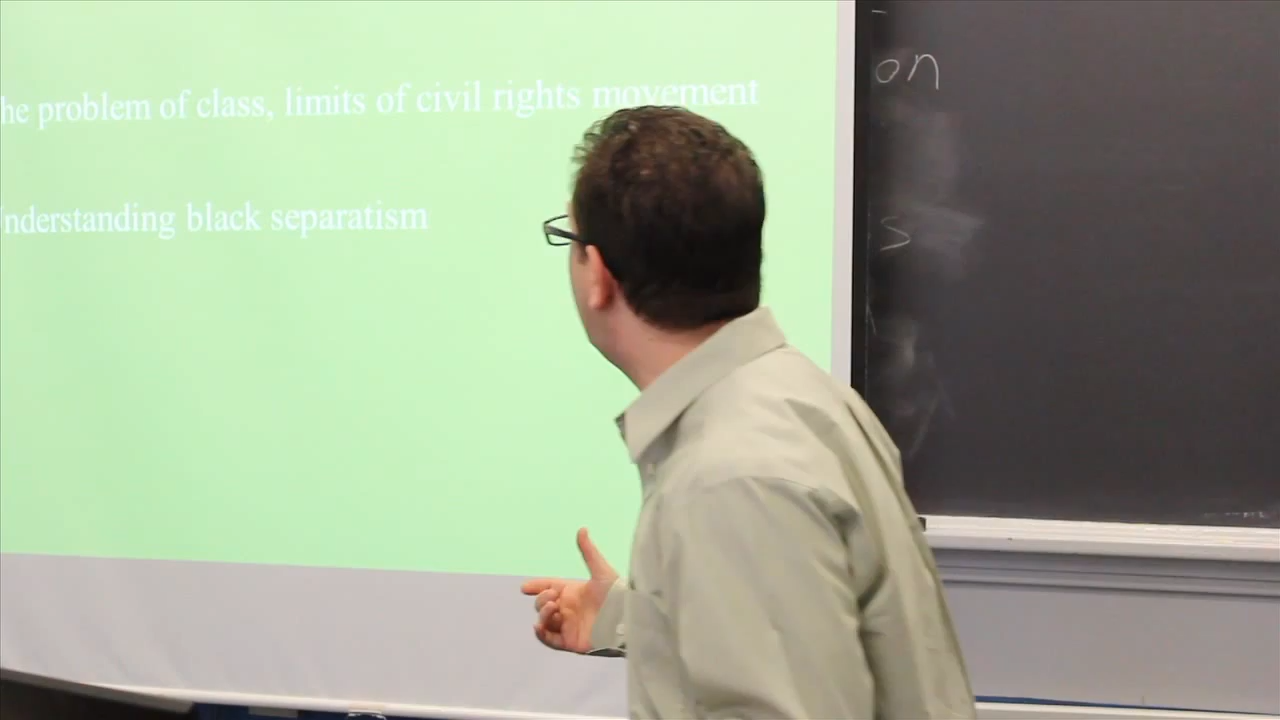 he problem of class, limits of civil rights movement
nderstanding black separatism
on
s